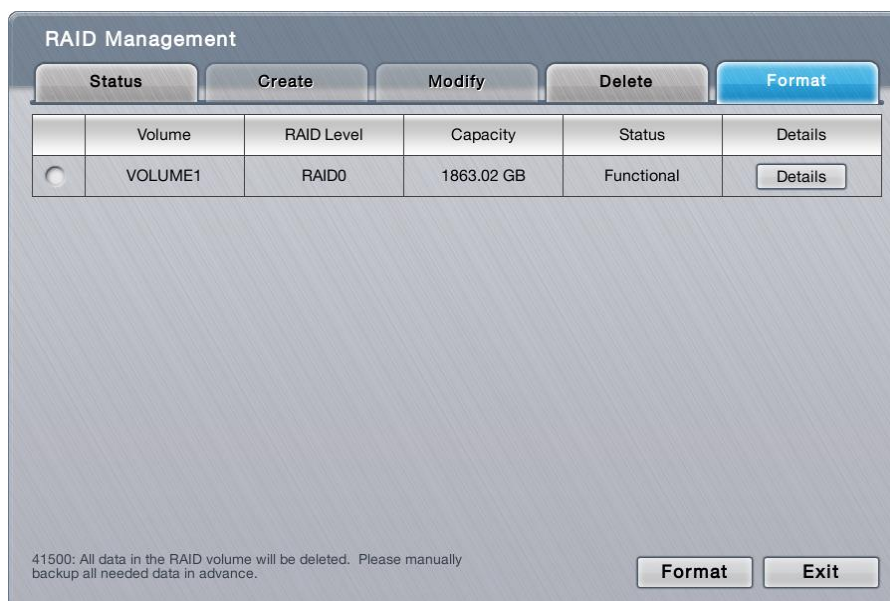 RAID Management
Status Create Modify Delete Format
Volume RAID Level Capacity Status Details
VOLUME1 RAID0 1863.02 GB Functional Details
41500: All data in the RAID volume will be deleted. Please manually
backup all needed data in advance.
Format Exit